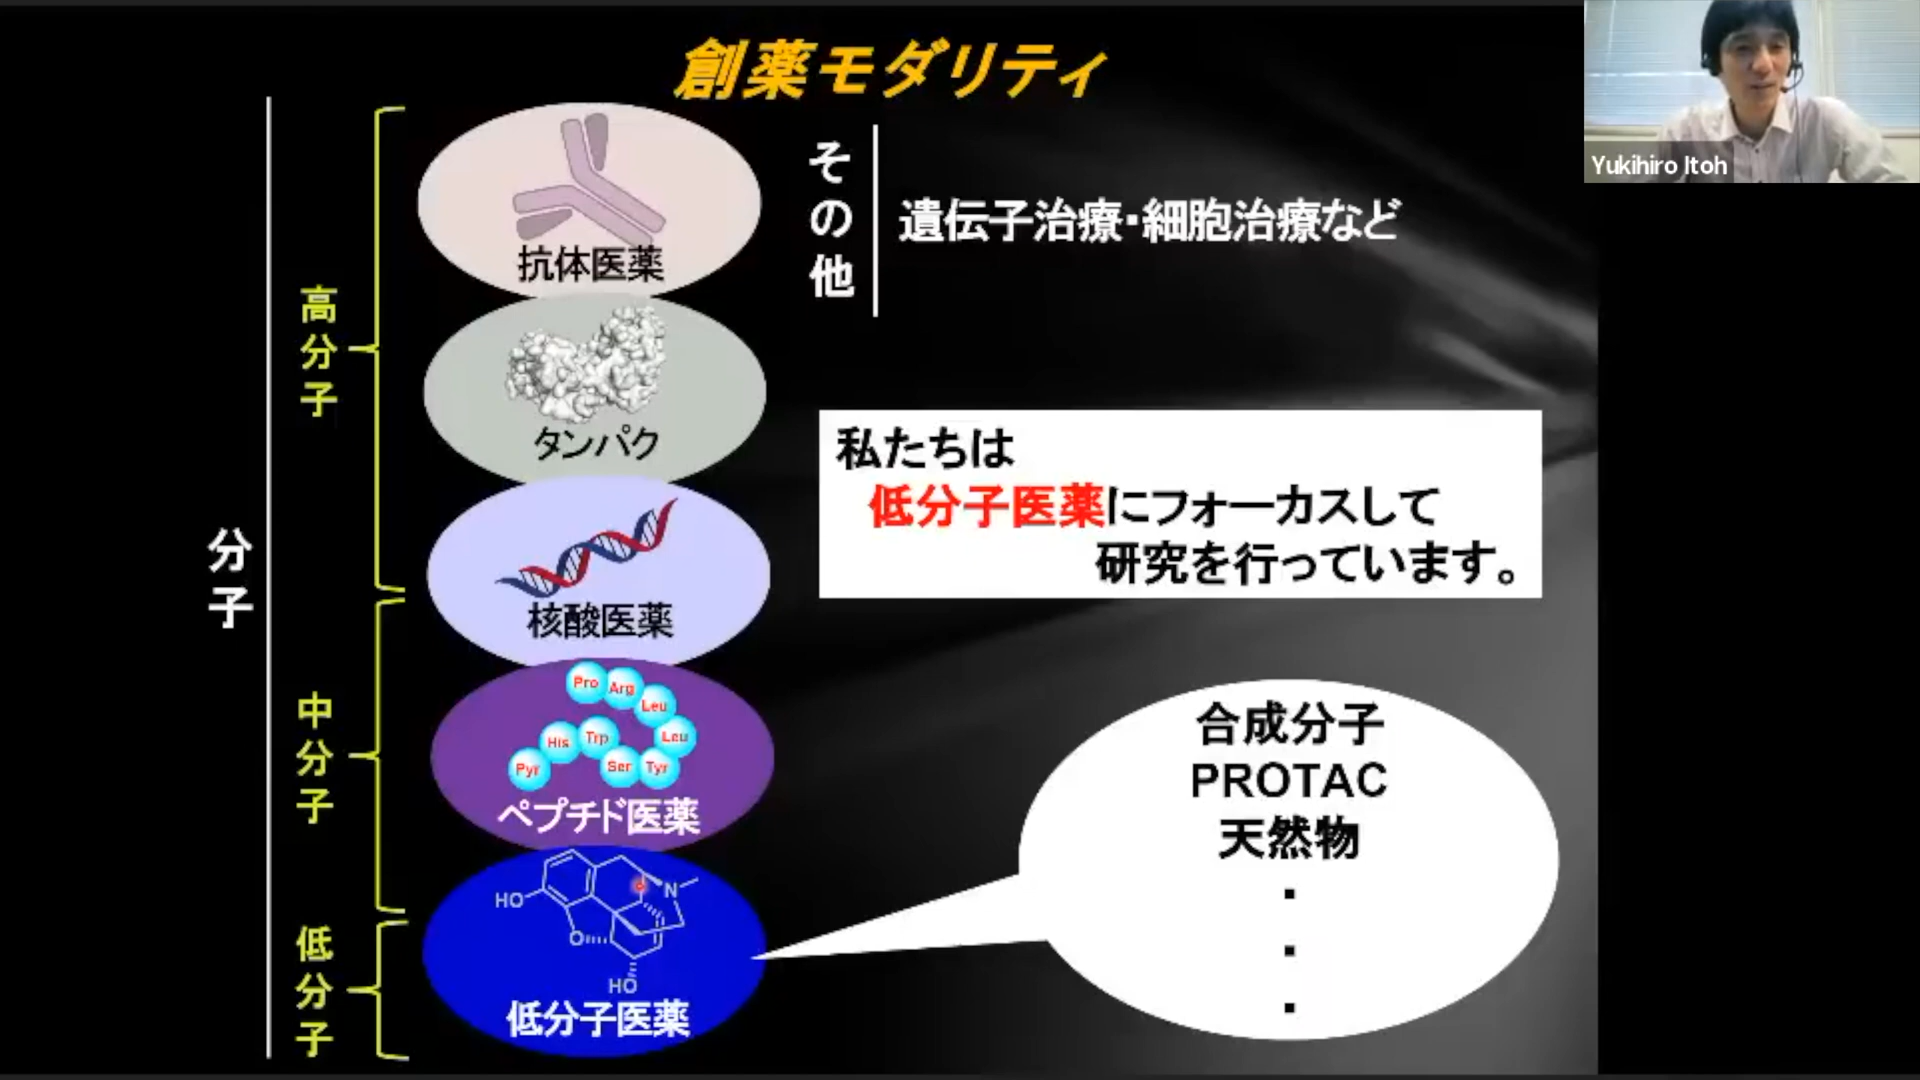 創薬モダリティ
Yukihiro Itoh
分子
高分子
抗体医薬
タンパク
核酸医薬
中分子
Pro Arg Leu Leu Tyr Ser Trp His Pyr
ペプチド医薬
低分子
HO
N
O
HO
低分子医薬
その他
遺伝子治療・細胞治療など
私たちは
低分子医薬にフォーカスして
研究を行っています。
合成分子
PROTAC
天然物
・
・
・